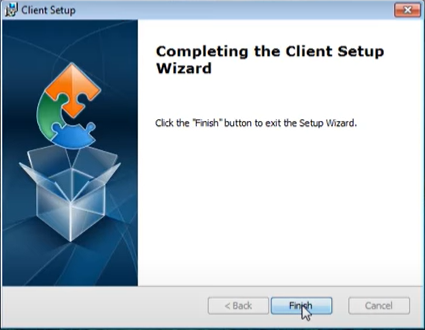 Client Setup
Completing the Client Setup
Wizard
Click the "Finish" button to exit the Setup Wizard.
< Back
Finish
Cancel